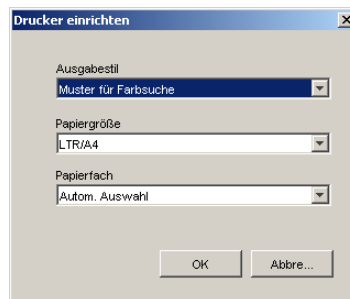 Drucker einrichten
Ausgabestil
Muster für Farbsuche
Papiergröße
LTR/A4
Papierfach
Autom. Auswahl
OK
Abbre...